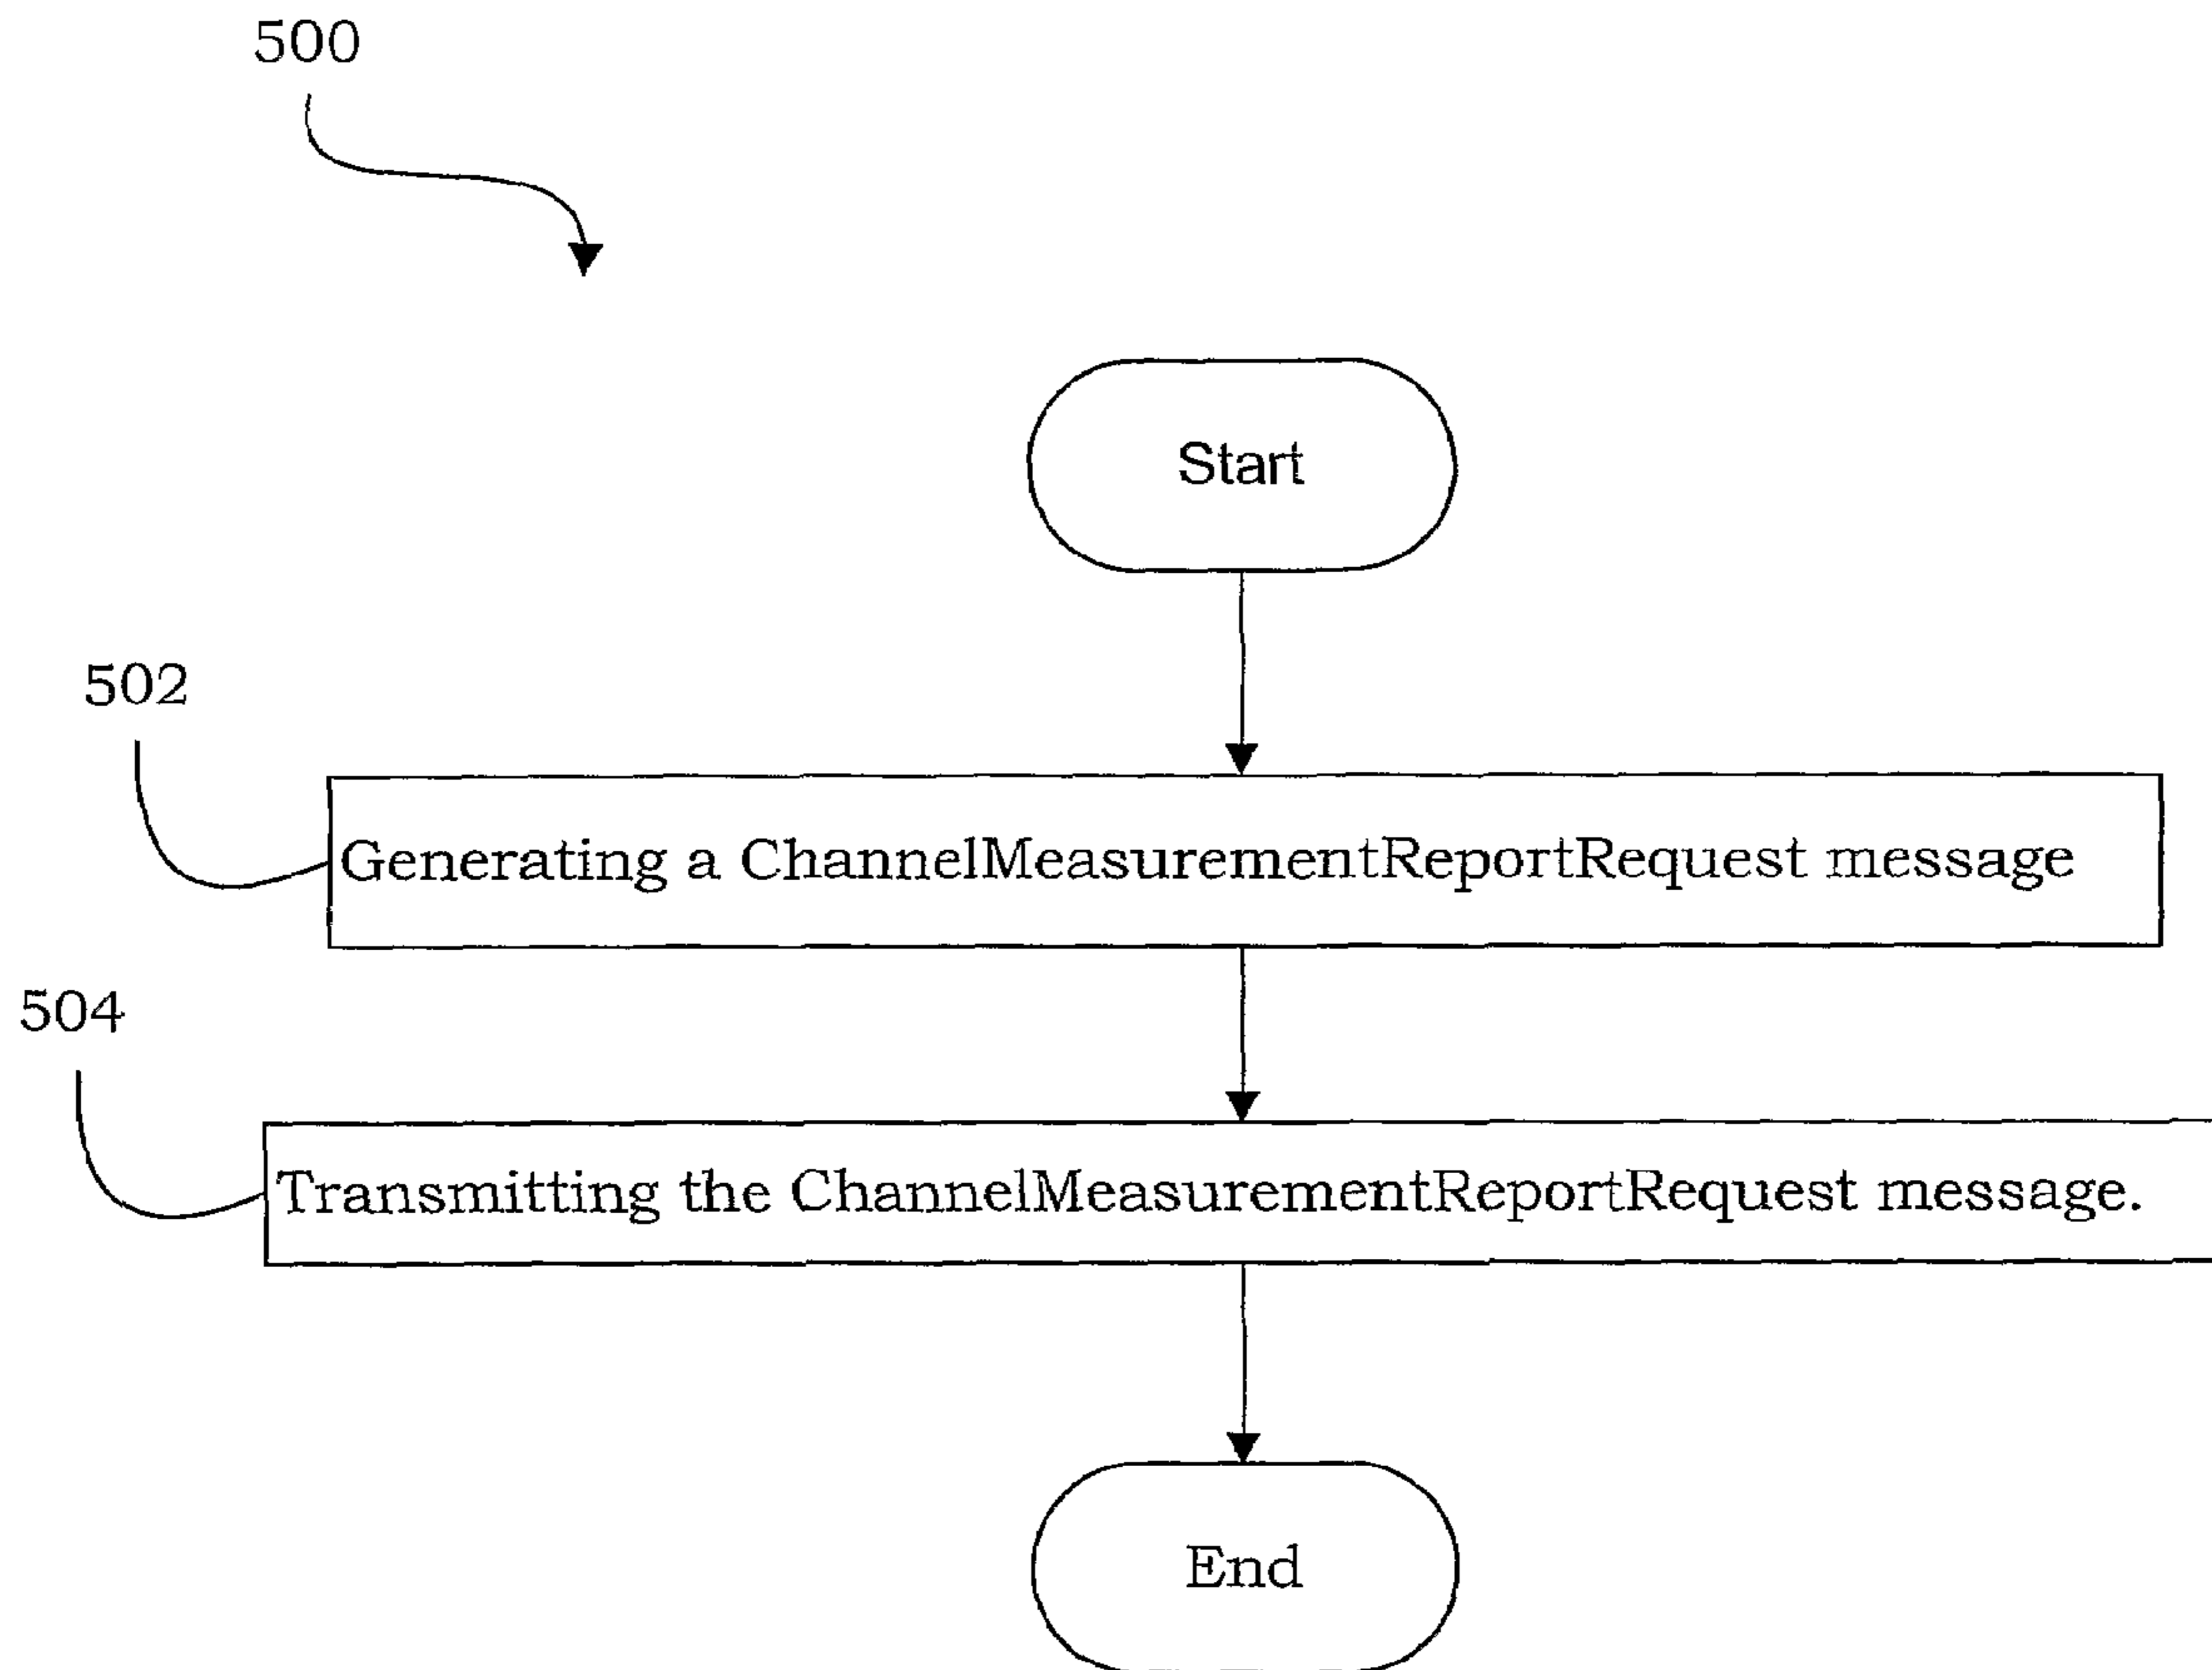 500
Start
502
Generating a ChannelMeasurementReportRequest message
504
Transmitting the ChannelMeasurementReportRequest message.
End